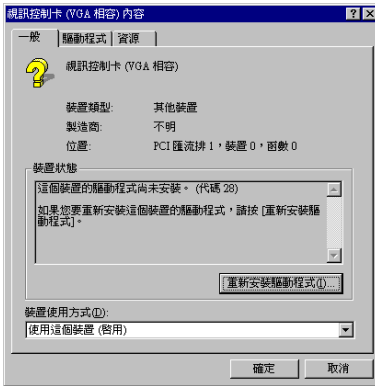 視訊控制卡 (VGA 相容) 內容
一般 驅動程式 資源
視訊控制卡 (VGA 相容)
裝置類型: 其他裝置
製造商: 不明
位置: PCI 匯流排 1，裝置 0，函數 0
裝置狀態
這個裝置的驅動程式尚未安裝。 (代碼 28)
如果您要重新安裝這個裝置的驅動程式，請按 [重新安裝驅
動程式]。
重新安裝驅動程式(I)...
裝置使用方式(D):
使用這個裝置 (啓用)
確定 取消